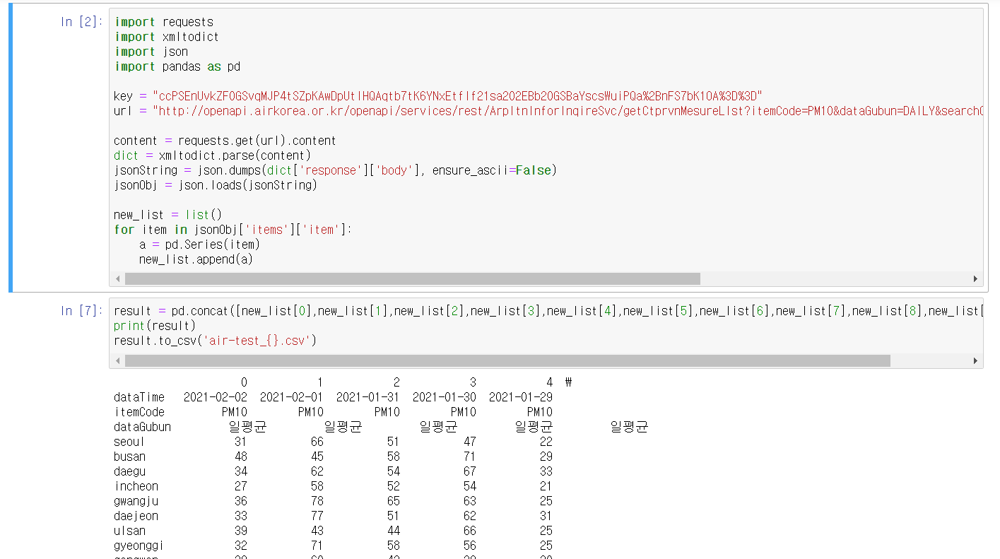 In [2]:
import requests
import xmltodict
import json
import pandas as pd
key = "ccPSEnUvkZFOGSvqMJP4tSZpKAwDpUtlHQAqtb7tK6YNxEtflf21sa2O2EBb2OGSBaYscsWuiPQa%2BnFS7bK1OA%3D%3D"
url = "http://openapi.airkorea.or.kr/openapi/services/rest/ArpltnInforInqireSvc/getCtprvnMesureLIst?itemCode=PM10&dataGubun=DAILY&searchC
content = requests.get(url).content
dict = xmltodict.parse(content)
jsonString = json.dumps(dict['response']['body'], ensure_ascii=False)
jsonObj = json.loads(jsonString)
new_list = list()
for item in jsonObj['items']['item']:
    a = pd.Series(item)
    new_list.append(a)
In [7]:
result = pd.concat([new_list[0],new_list[1],new_list[2],new_list[3],new_list[4],new_list[5],new_list[6],new_list[7],new_list[8],new_list[
print(result)
result.to_csv('air-test_{}.csv')
0 1 2 3 4 ₩
dataTime 2021-02-02 2021-02-01 2021-01-31 2021-01-30 2021-01-29
itemCode PM10 PM10 PM10 PM10 PM10
dataGubun 일평균 일평균 일평균 일평균 일평균
seoul 31 66 51 47 22
busan 48 45 58 71 29
daegu 34 62 54 67 33
incheon 27 58 52 54 21
gwangju 36 78 65 63 25
daejeon 33 77 51 62 31
ulsan 39 43 44 66 25
gyeonggi 32 71 58 56 25